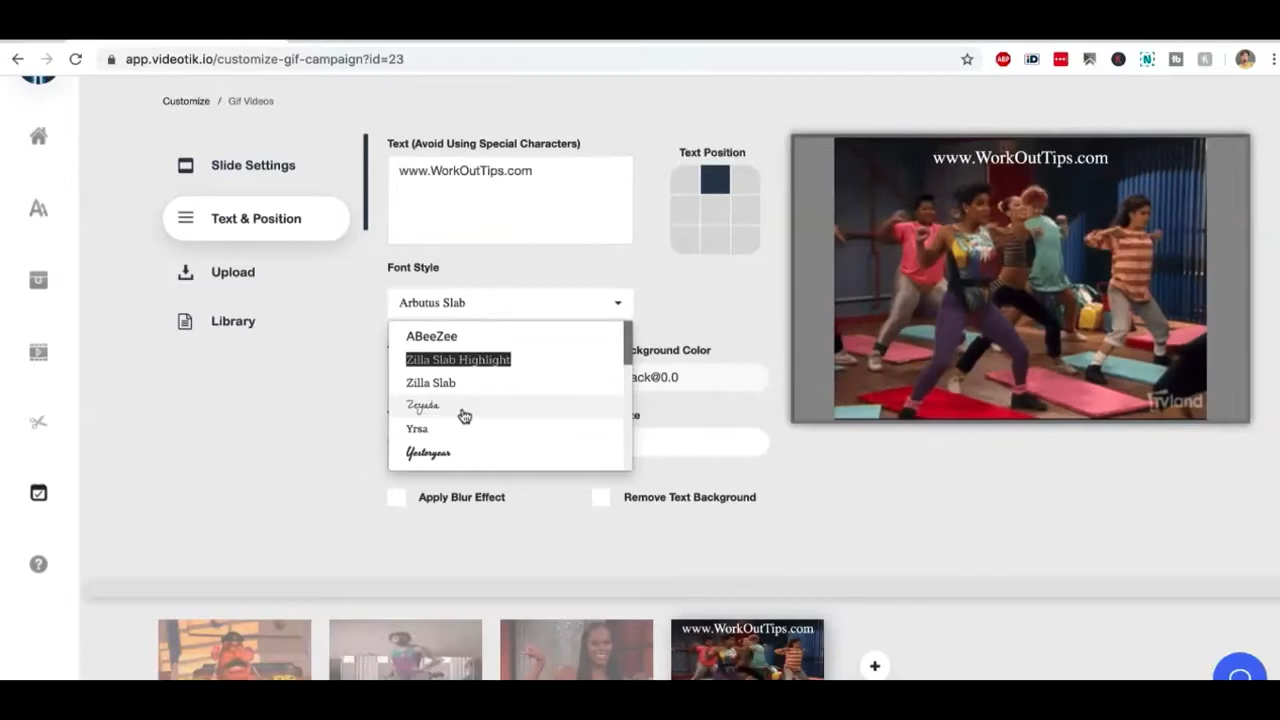 app.videotik.io/customize-gif-campaign?id=23
ABP
iD
N
Customize / Gif Videos
Slide Settings
Text & Position
Upload
Library
Text (Avoid Using Special Characters)
www.WorkOutTips.com
Text Position
Font Style
Arbutus Slab
ABeeZee
Zilla Slab Highlight
Zilla Slab
Zeyada
Yrsa
Yesteryear
ckground Color
ack@0.0
Apply Blur Effect
Remove Text Background
www.WorkOutTips.com
tvland
www.WorkOutTips.com